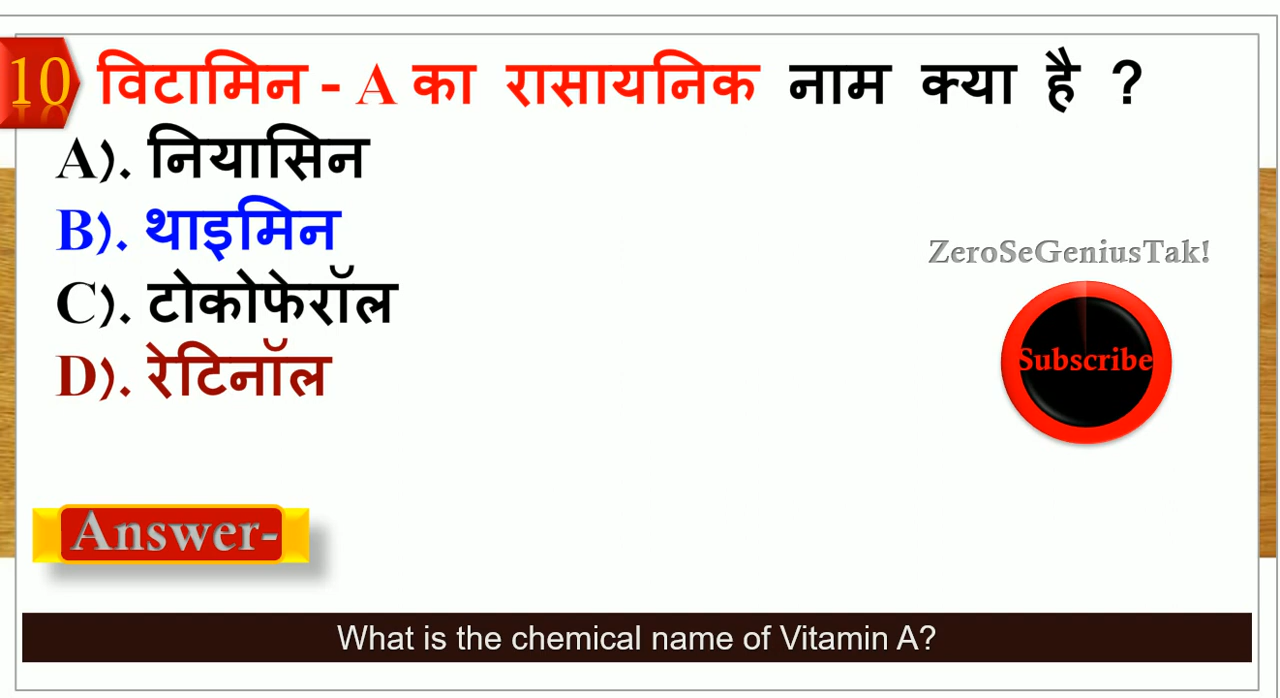 10 विटामिन - A का रासायनिक नाम क्या है ?
A). नियासिन
B). थाइमिन
C). टोकोफेरॉल
D). रेटिनॉल
ZeroSeGeniusTak!
Subscribe
Answer-
What is the chemical name of Vitamin A?